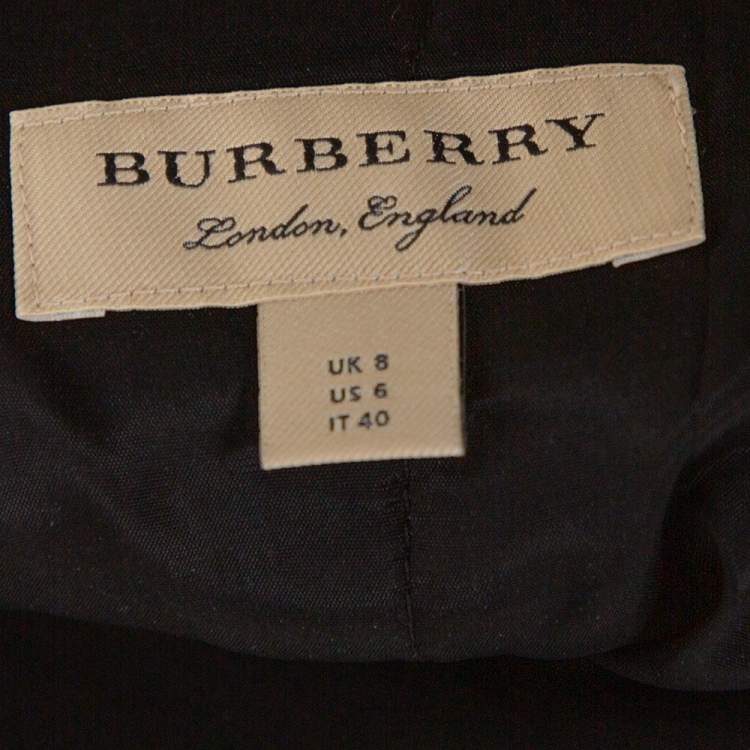 BURBERRY
London, England
UK 8
US 6
IT 40